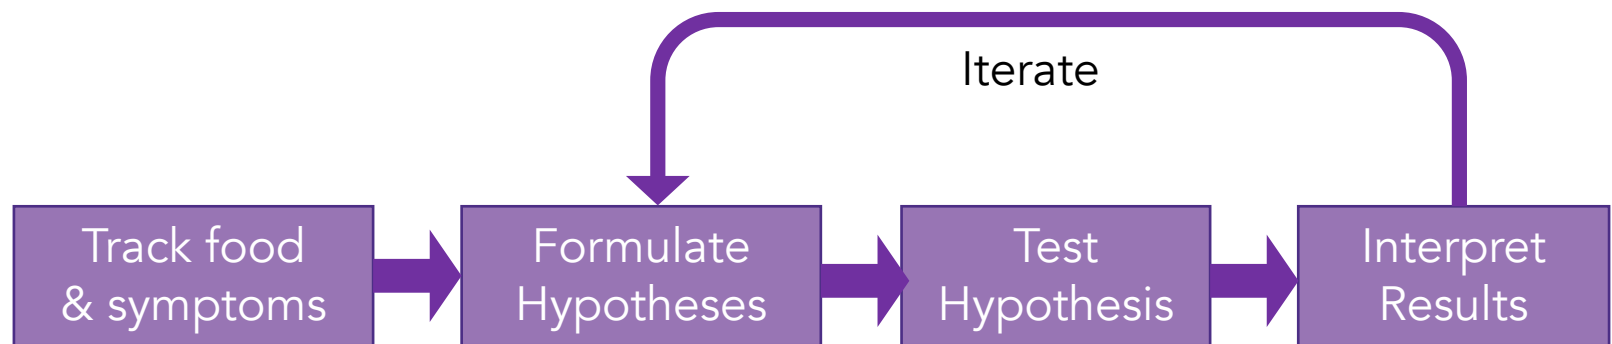 Iterate
Track food
& symptoms
Formulate
Hypotheses
Test
Hypothesis
Interpret
Results